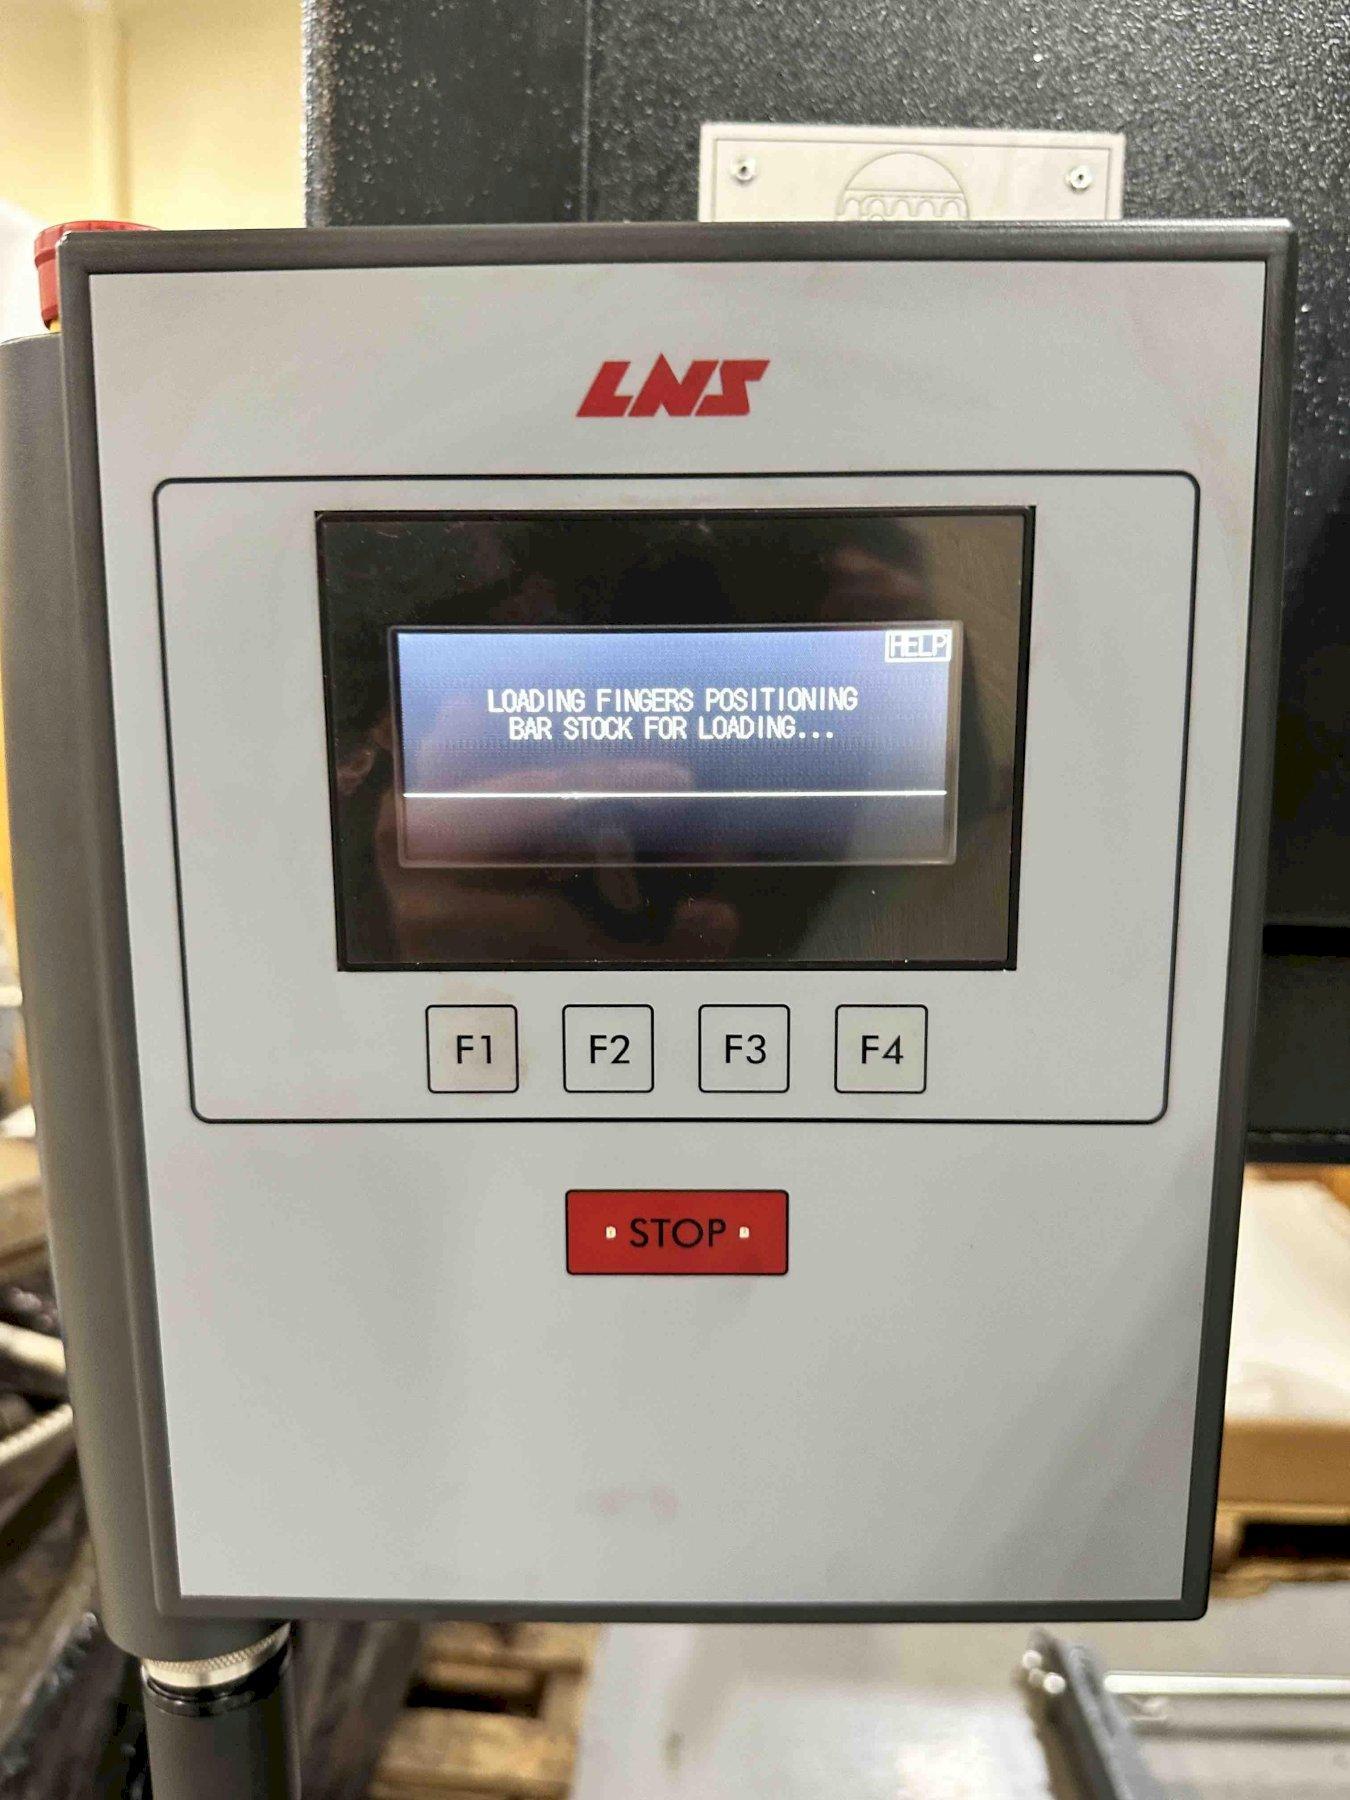 LNS
HELP
LOADING FINGERS POSITIONING
BAR STOCK FOR LOADING...
F1 F2 F3 F4
STOP